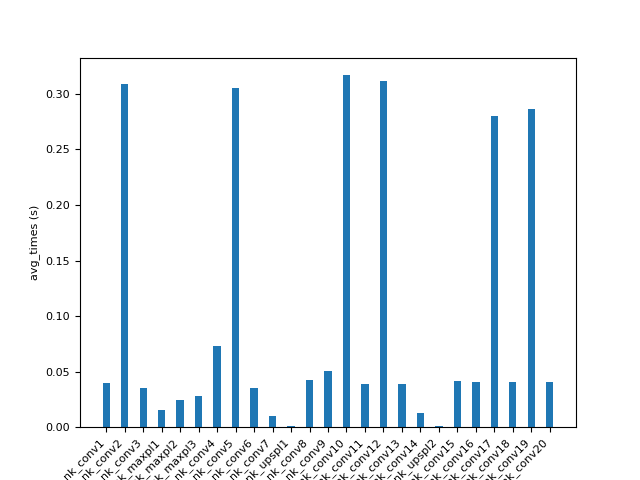 0.30
0.25
0.20
0.15
0.10
0.05
0.00
avg_times (s)
nk_conv1
nk_conv2
nk_conv3
nk_maxpl1
nk_maxpl2
nk_maxpl3
nk_conv4
nk_conv5
nk_conv6
nk_conv7
nk_upspl1
nk_conv8
nk_conv9
nk_conv10
nk_conv11
nk_conv12
nk_conv13
nk_conv14
nk_upspl2
nk_conv15
nk_conv16
nk_conv17
nk_conv18
nk_conv19
nk_conv20